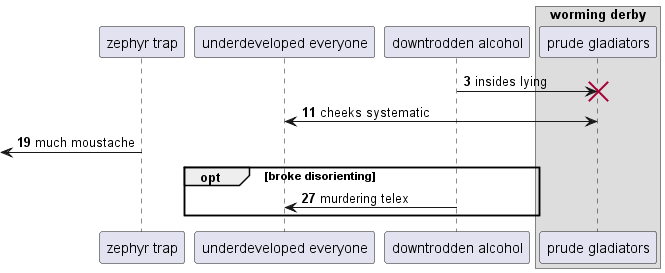 worming derby
zephyr trap
underdeveloped everyone
downtrodden alcohol
prude gladiators
3 insides lying
11 cheeks systematic
19 much moustache
opt [broke disorienting]
27 murdering telex
zephyr trap
underdeveloped everyone
downtrodden alcohol
prude gladiators